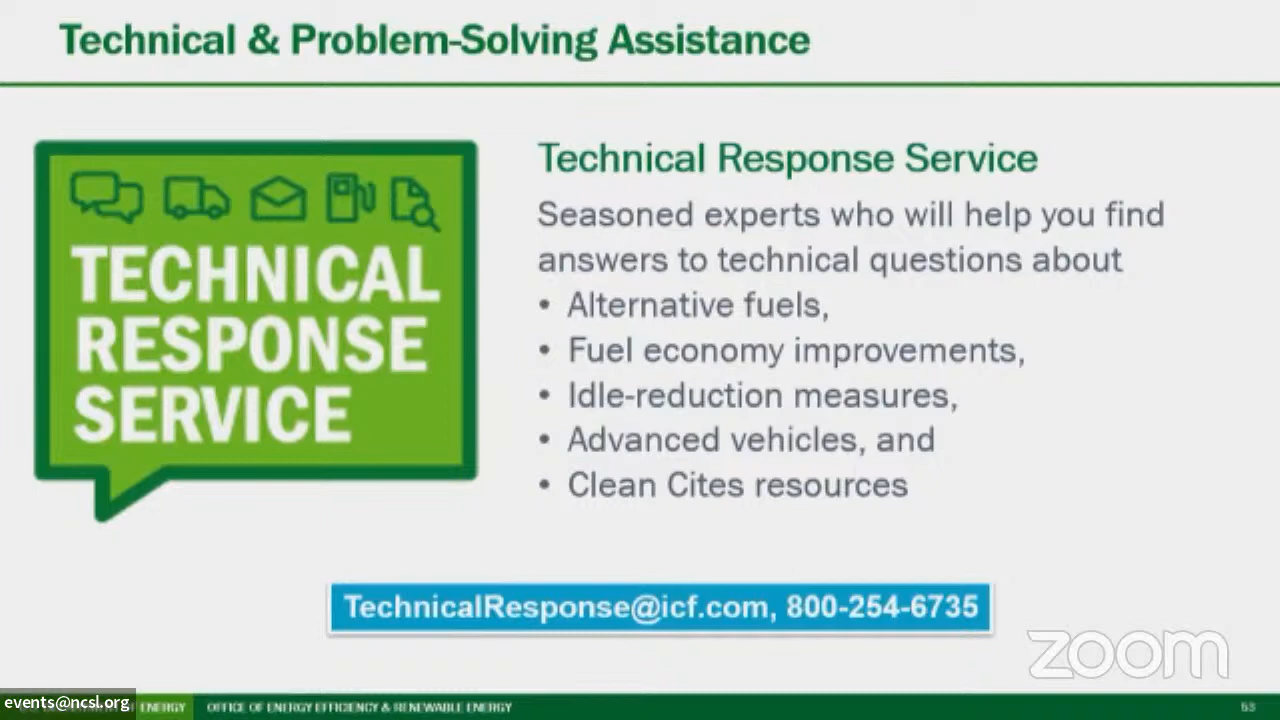 Technical & Problem-Solving Assistance
TECHNICAL
RESPONSE
SERVICE
Technical Response Service
Seasoned experts who will help you find
answers to technical questions about
• Alternative fuels,
• Fuel economy improvements,
• Idle-reduction measures,
• Advanced vehicles, and
• Clean Cites resources
TechnicalResponse@icf.com, 800-254-6735
zoom
events@ncsl.org
ENERGY
OFFICE OF ENERGY EFFICIENCY & RENEWABLE ENERGY
53